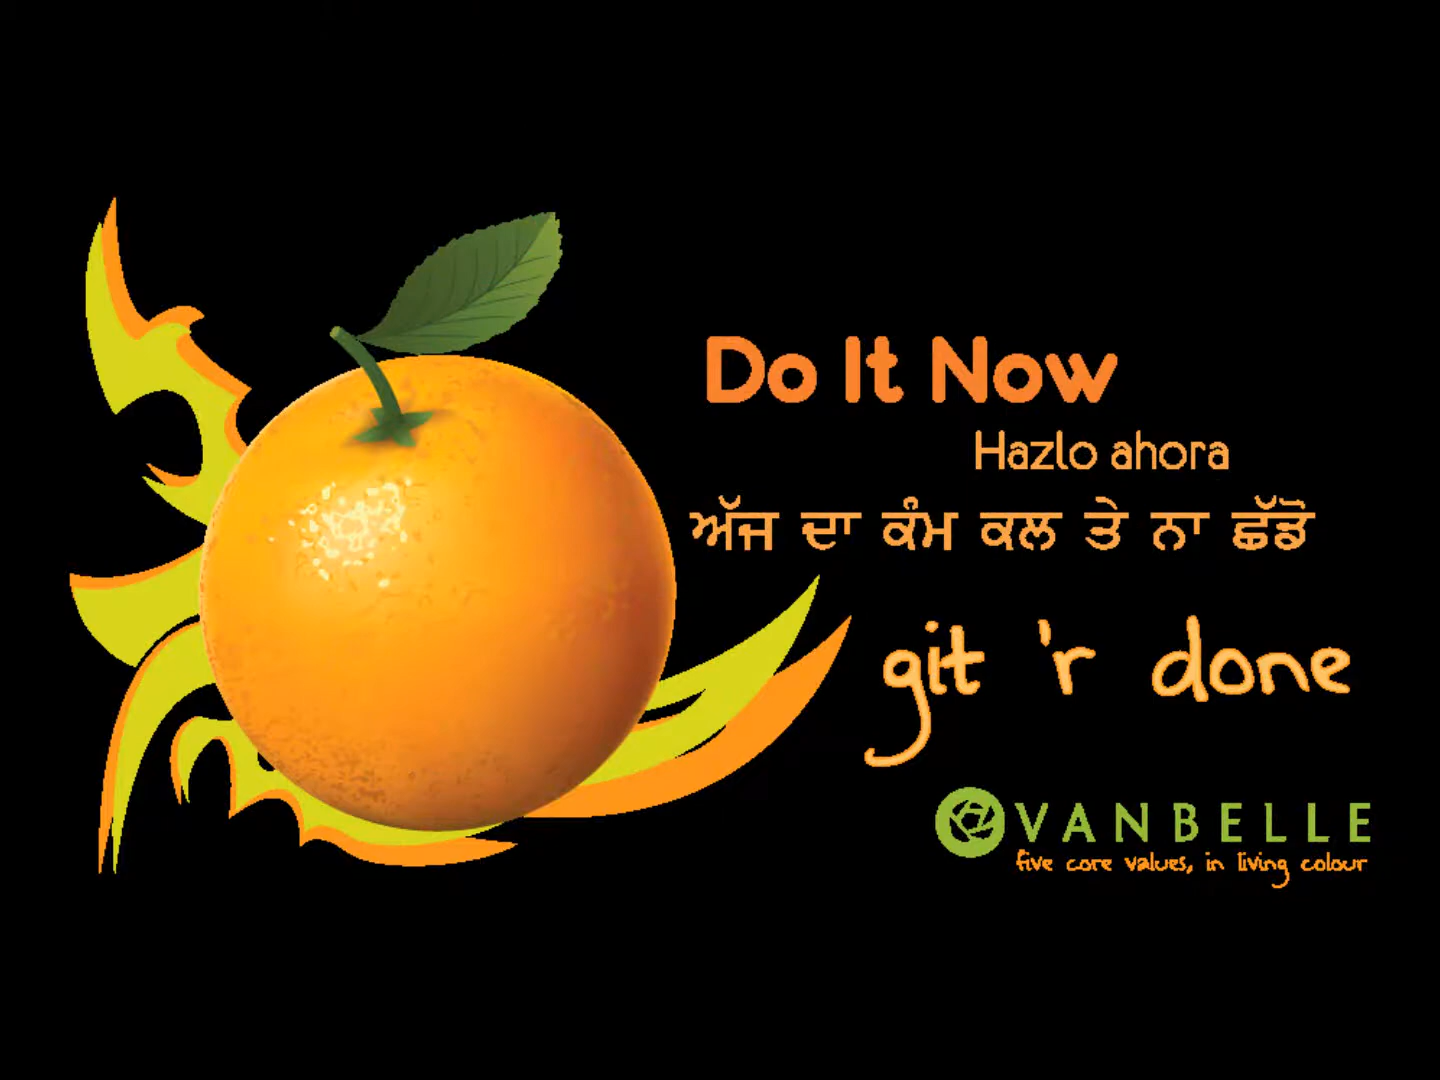 Do It Now
Hazlo ahora
ਅੱਜ ਦਾ ਕੰਮ ਕਲ ਤੇ ਨਾ ਛੱਡੋ
git 'r done
VANBELLE
five core values, in living colour